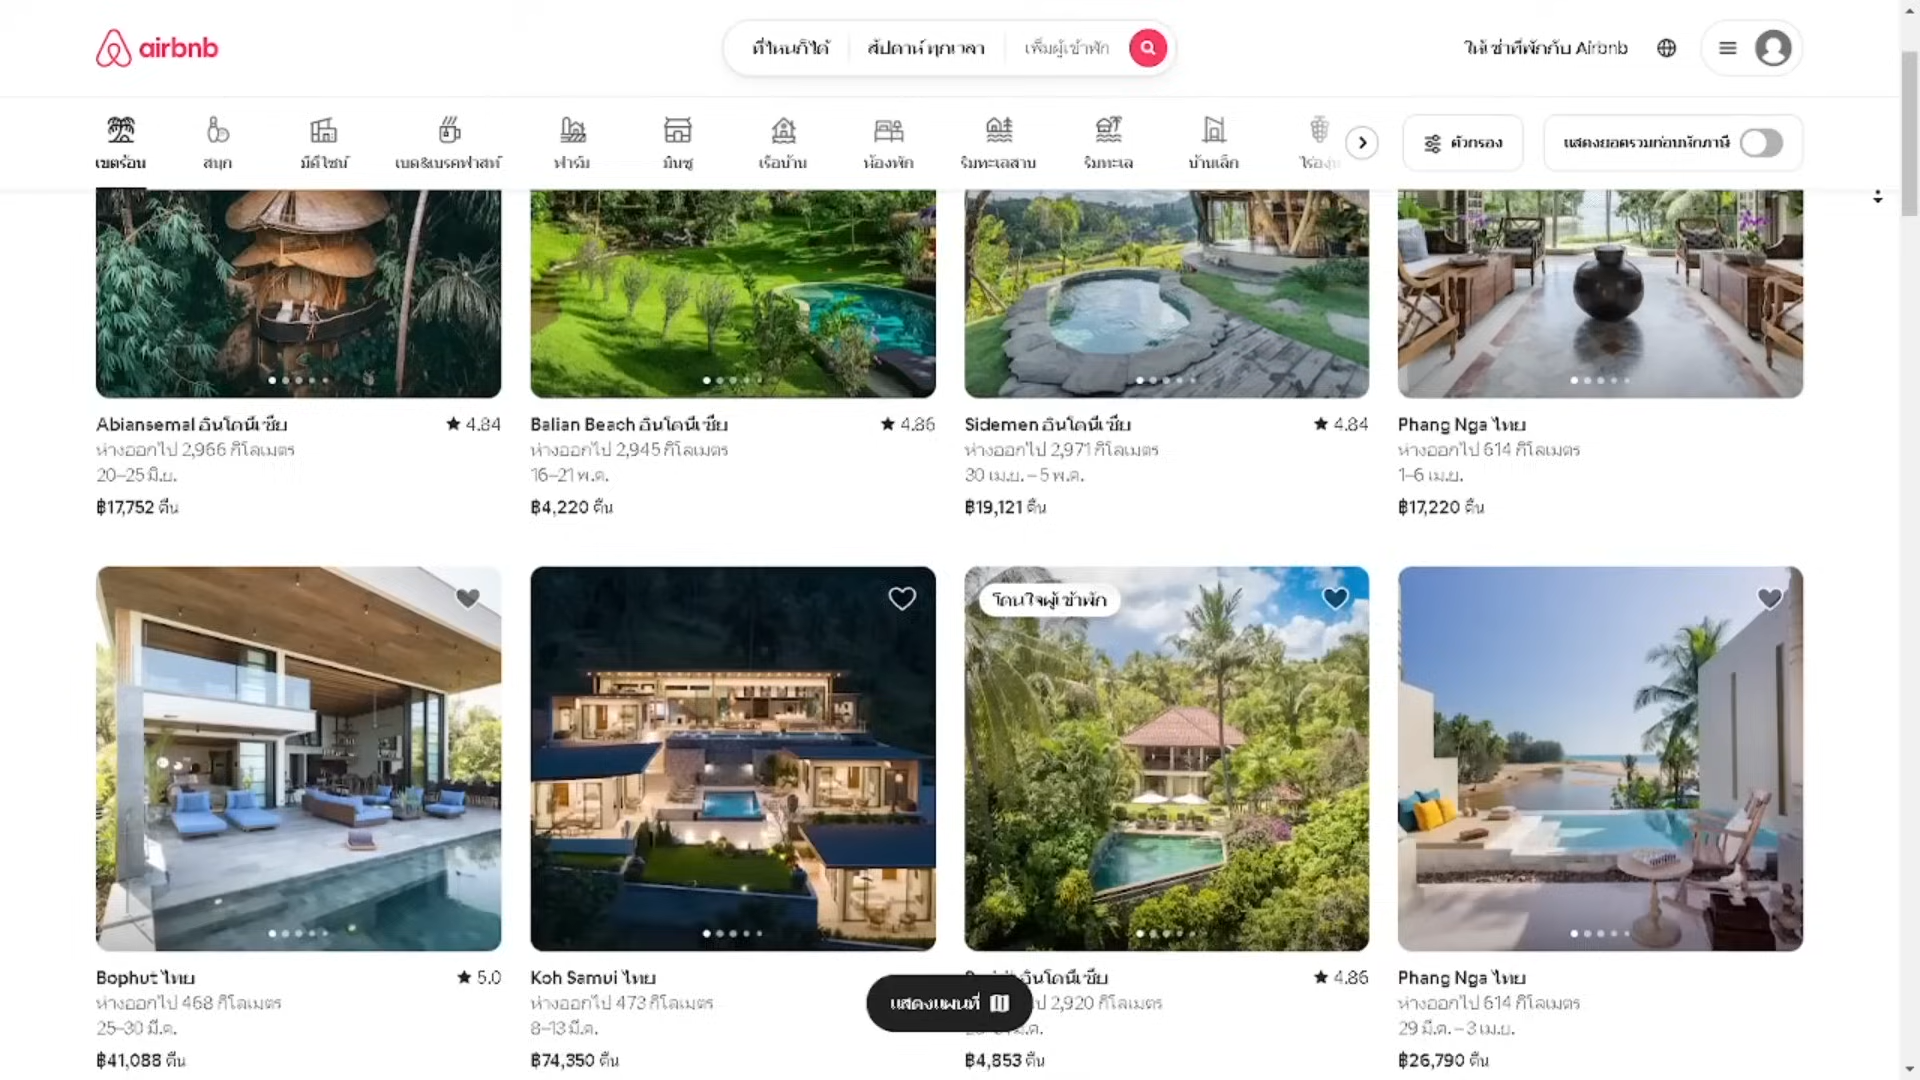 airbnb
ที่ไหนก็ได้
สัปดาห์ทุกเวลา
เพิ่มผู้เข้าพัก
ให้เช่าที่พักกับ Airbnb
เขตร้อน
สนุก
มีดีไซน์
เบด&เบรคฟาสท์
ฟาร์ม
มินซู
เรือบ้าน
ห้องพัก
ริมทะเลสาบ
ริมทะเล
บ้านเล็ก
ไร่องุ่น
ตัวกรอง
แสดงยอดรวมก่อนหักภาษี
Abiansemal อินโดนีเซีย ★ 4.84
ห่างออกไป 2,966 กิโลเมตร
20–25 มิ.ย.
฿17,752 คืน
Balian Beach อินโดนีเซีย ★ 4.86
ห่างออกไป 2,945 กิโลเมตร
16–21 พ.ค.
฿4,220 คืน
Sidemen อินโดนีเซีย ★ 4.84
ห่างออกไป 2,971 กิโลเมตร
30 เม.ย. – 5 พ.ค.
฿19,121 คืน
Phang Nga ไทย
ห่างออกไป 614 กิโลเมตร
1–6 เม.ย.
฿17,220 คืน
โดนใจผู้เข้าพัก
Bophut ไทย ★ 5.0
ห่างออกไป 468 กิโลเมตร
25–30 มี.ค.
฿41,088 คืน
Koh Samui ไทย
ห่างออกไป 473 กิโลเมตร
8–13 มี.ค.
฿74,350 คืน
แสดงแผนที่
อินโดนีเซีย ★ 4.86
2,920 กิโลเมตร
มี.ค.
฿4,853 คืน
Phang Nga ไทย
ห่างออกไป 614 กิโลเมตร
29 มี.ค. – 3 เม.ย.
฿26,790 คืน